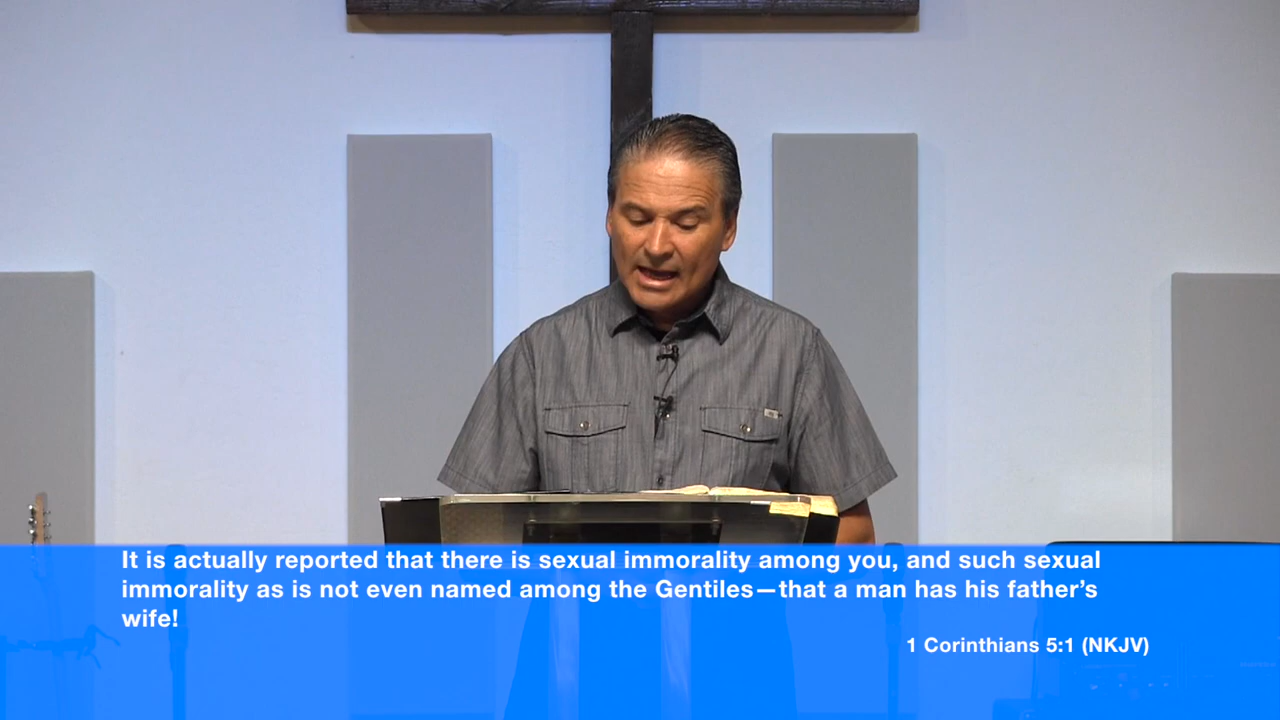 It is actually reported that there is sexual immorality among you, and such sexual
immorality as is not even named among the Gentiles—that a man has his father’s
wife!
1 Corinthians 5:1 (NKJV)